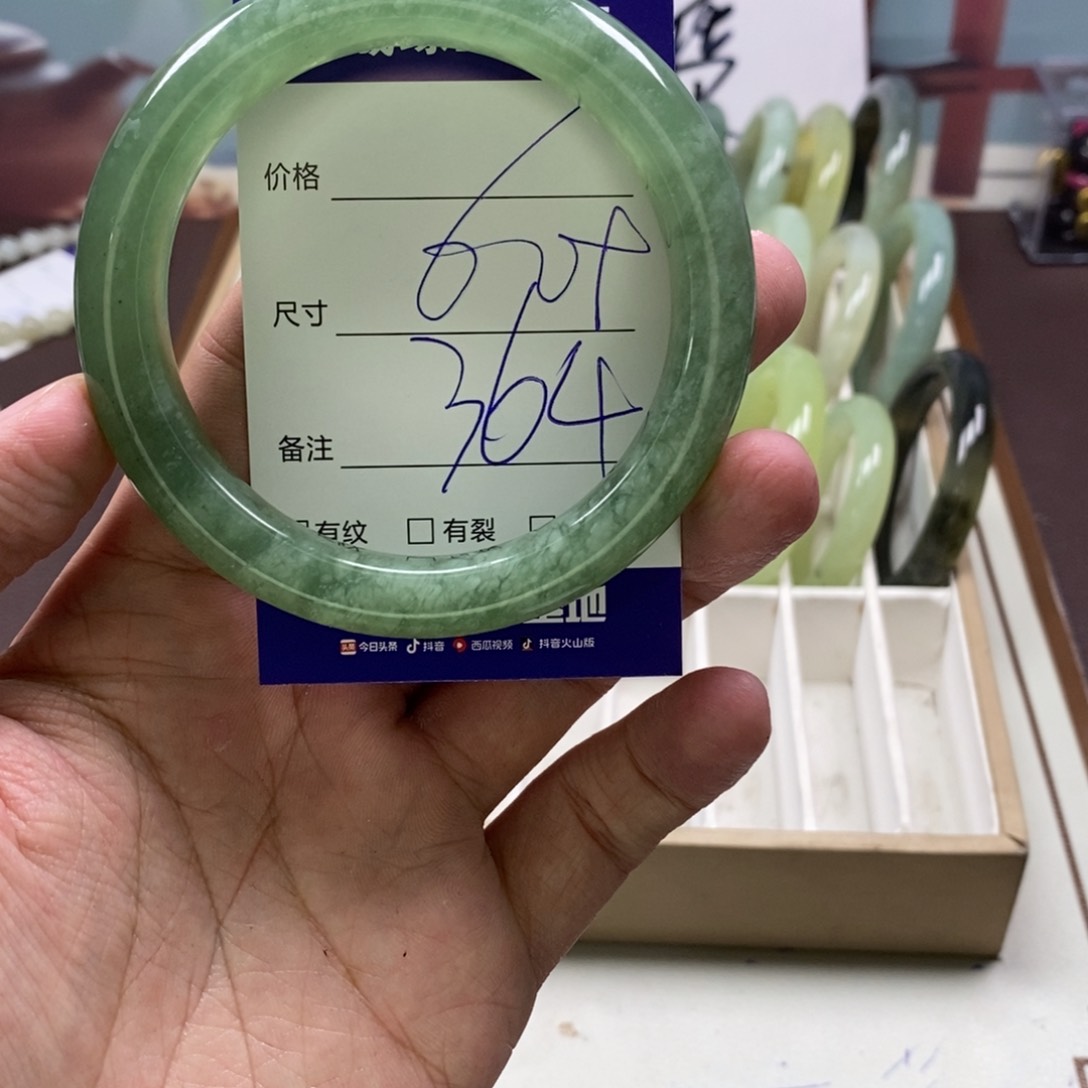 价格
尺寸
604
备注
364
有纹 有裂
今日头条 抖音 西瓜视频 抖音火山版